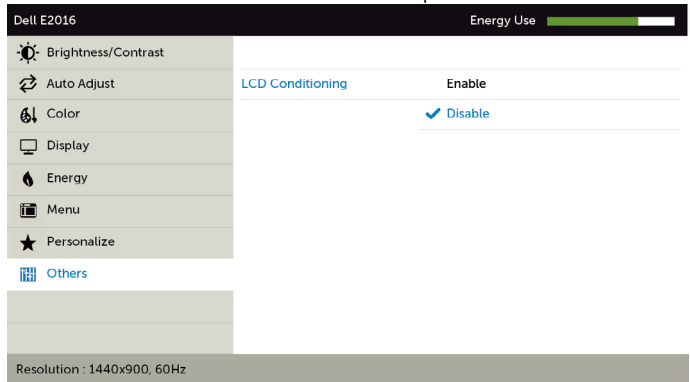 Dell E2016 Energy Use
Brightness/Contrast
Auto Adjust LCD Conditioning Enable
Color Disable
Display
Energy
Menu
Personalize
Others
Resolution : 1440x900, 60Hz